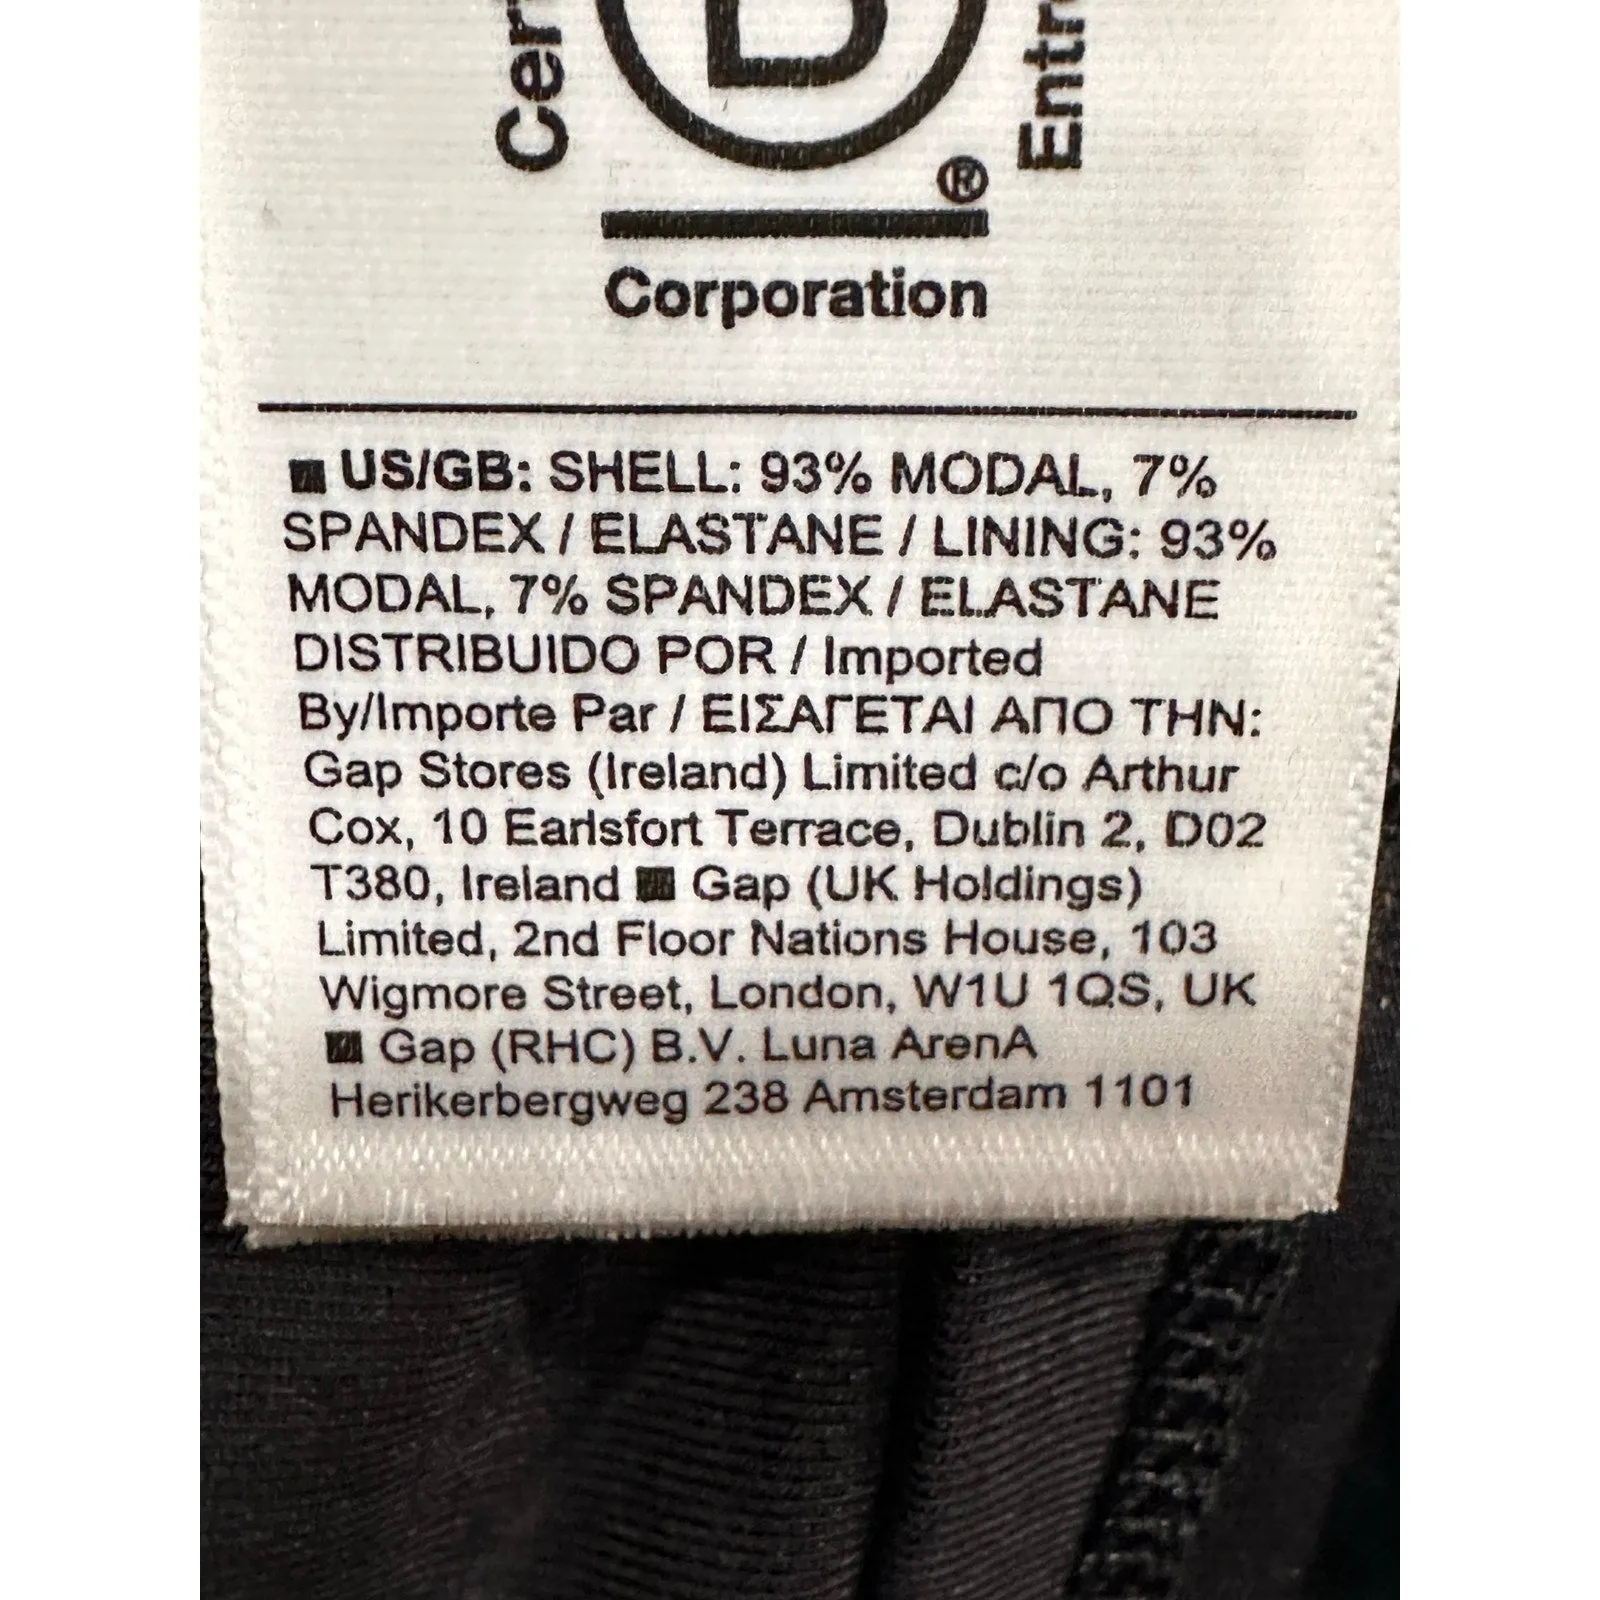 B
®
Corporation
■ US/GB: SHELL: 93% MODAL, 7%
SPANDEX / ELASTANE / LINING: 93%
MODAL, 7% SPANDEX / ELASTANE
DISTRIBUIDO POR / Imported
By/Importe Par / ΕΙΣΑΓΕΤΑΙ ΑΠΟ ΤΗΝ:
Gap Stores (Ireland) Limited c/o Arthur
Cox, 10 Earlsfort Terrace, Dublin 2, D02
T380, Ireland ■ Gap (UK Holdings)
Limited, 2nd Floor Nations House, 103
Wigmore Street, London, W1U 1QS, UK
■ Gap (RHC) B.V. Luna ArenA
Herikerbergweg 238 Amsterdam 1101